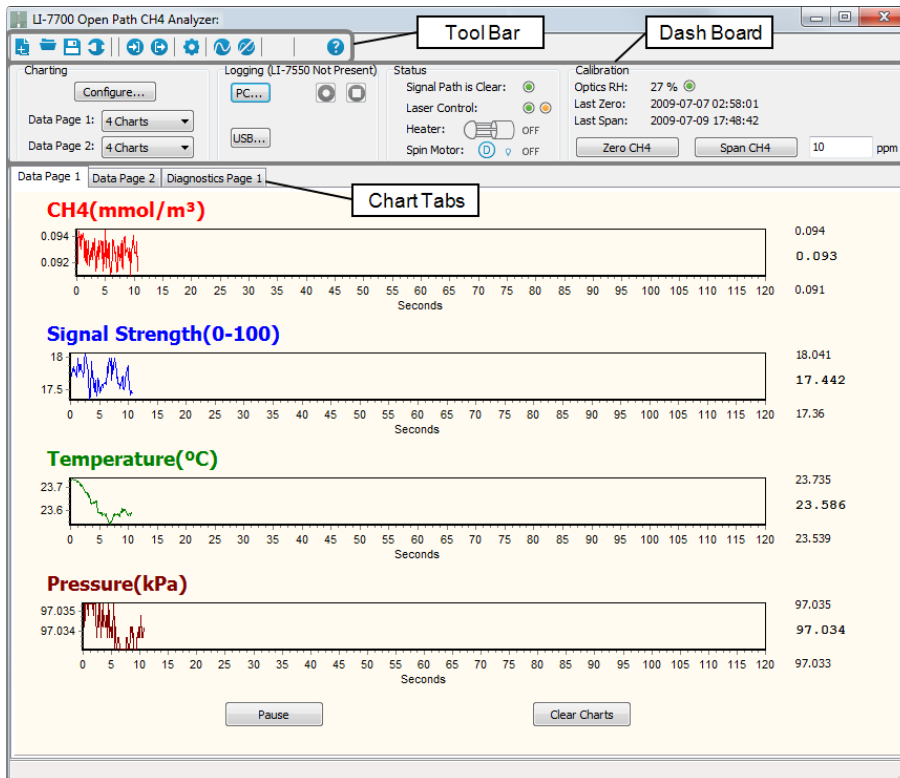 LI-7700 Open Path CH4 Analyzer:
Tool Bar
Dash Board
Charting
Configure...
Data Page 1: 4 Charts
Data Page 2: 4 Charts
Logging (LI-7550 Not Present)
PC...
USB...
Status
Signal Path is Clear:
Laser Control:
Heater: OFF
Spin Motor: D OFF
Calibration
Optics RH: 27 %
Last Zero: 2009-07-07 02:58:01
Last Span: 2009-07-09 17:48:42
Zero CH4 Span CH4 10 ppm
Data Page 1 Data Page 2 Diagnostics Page 1
Chart Tabs
CH4(mmol/m³)
0.094
0.092
0 5 10 15 20 25 30 35 40 45 50 55 60 65 70 75 80 85 90 95 100 105 110 115 120
Seconds
0.094
0.093
0.091
Signal Strength(0-100)
18
17.5
0 5 10 15 20 25 30 35 40 45 50 55 60 65 70 75 80 85 90 95 100 105 110 115 120
Seconds
18.041
17.442
17.36
Temperature(ºC)
23.7
23.6
0 5 10 15 20 25 30 35 40 45 50 55 60 65 70 75 80 85 90 95 100 105 110 115 120
Seconds
23.735
23.586
23.539
Pressure(kPa)
97.035
97.034
0 5 10 15 20 25 30 35 40 45 50 55 60 65 70 75 80 85 90 95 100 105 110 115 120
Seconds
97.035
97.034
97.033
Pause Clear Charts